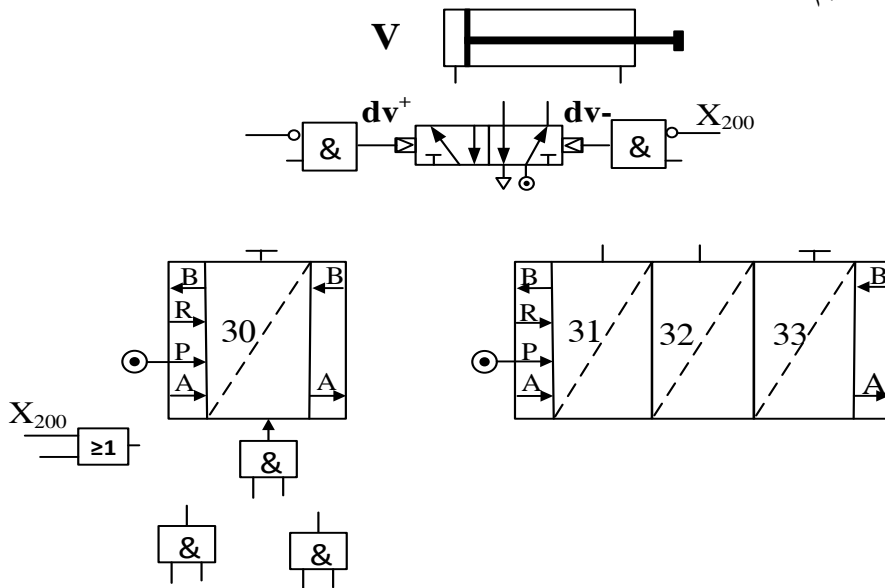 V
dv⁺ dv-
& & X₂₀₀
B B B B
R 30 R 31 32 33
P P
A A A A
X₂₀₀
≥1 &
& &